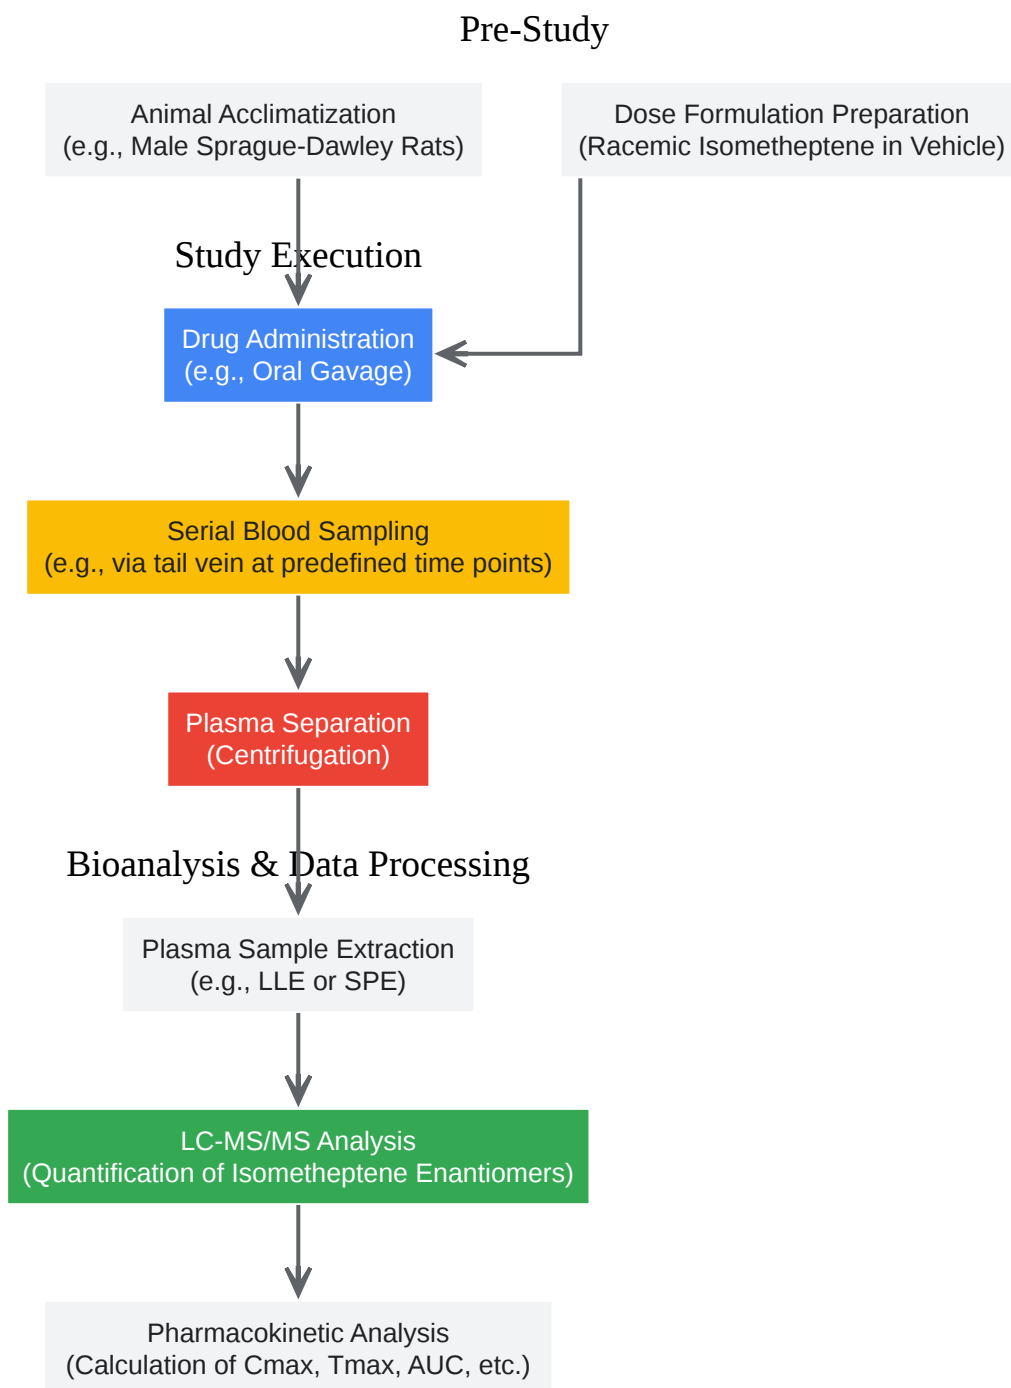 Pre-Study
Animal Acclimatization
(e.g., Male Sprague-Dawley Rats)
Dose Formulation Preparation
(Racemic Isometheptene in Vehicle)
Study Execution
Drug Administration
(e.g., Oral Gavage)
Serial Blood Sampling
(e.g., via tail vein at predefined time points)
Plasma Separation
(Centrifugation)
Bioanalysis & Data Processing
Plasma Sample Extraction
(e.g., LLE or SPE)
LC-MS/MS Analysis
(Quantification of Isometheptene Enantiomers)
Pharmacokinetic Analysis
(Calculation of Cmax, Tmax, AUC, etc.)